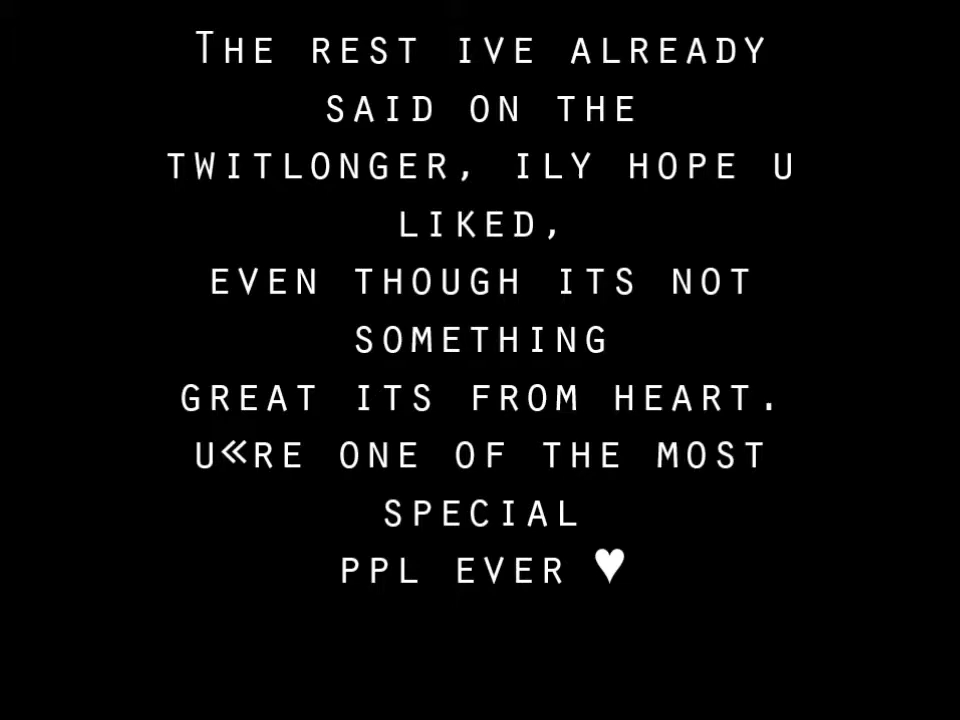 The rest ive already
said on the
twitlonger, ily hope u
liked,
even though its not
something
great its from heart.
u«re one of the most
special
ppl ever ♥